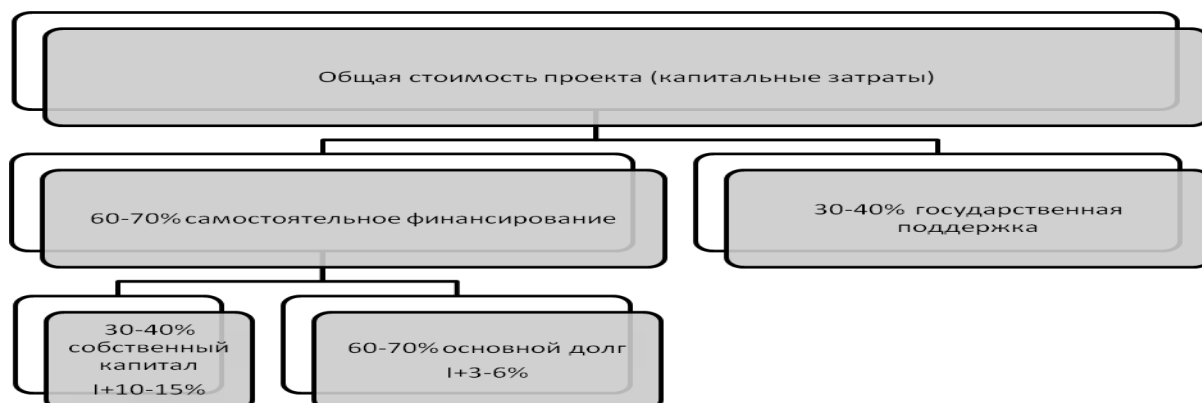 Общая стоимость проекта (капитальные затраты)
60-70% самостоятельное финансирование
30-40% государственная
поддержка
30-40%
собственный
капитал
I+10-15%
60-70% основной долг
I+3-6%